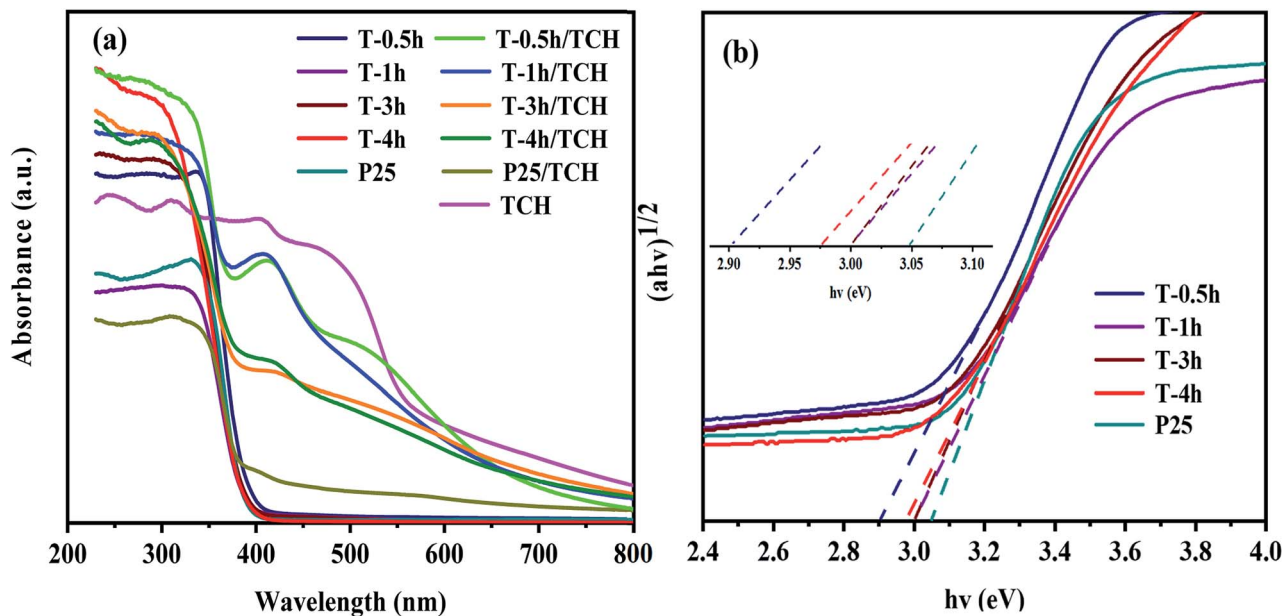 (a)
T-0.5h
T-1h
T-3h
T-4h
P25
T-0.5h/TCH
T-1h/TCH
T-3h/TCH
T-4h/TCH
P25/TCH
TCH
Absorbance (a.u.)
200 300 400 500 600 700 800
Wavelength (nm)
(b)
(ahv)1/2
2.90 2.95 3.00 3.05 3.10
hv (eV)
T-0.5h
T-1h
T-3h
T-4h
P25
2.4 2.6 2.8 3.0 3.2 3.4 3.6 3.8 4.0
hv (eV)